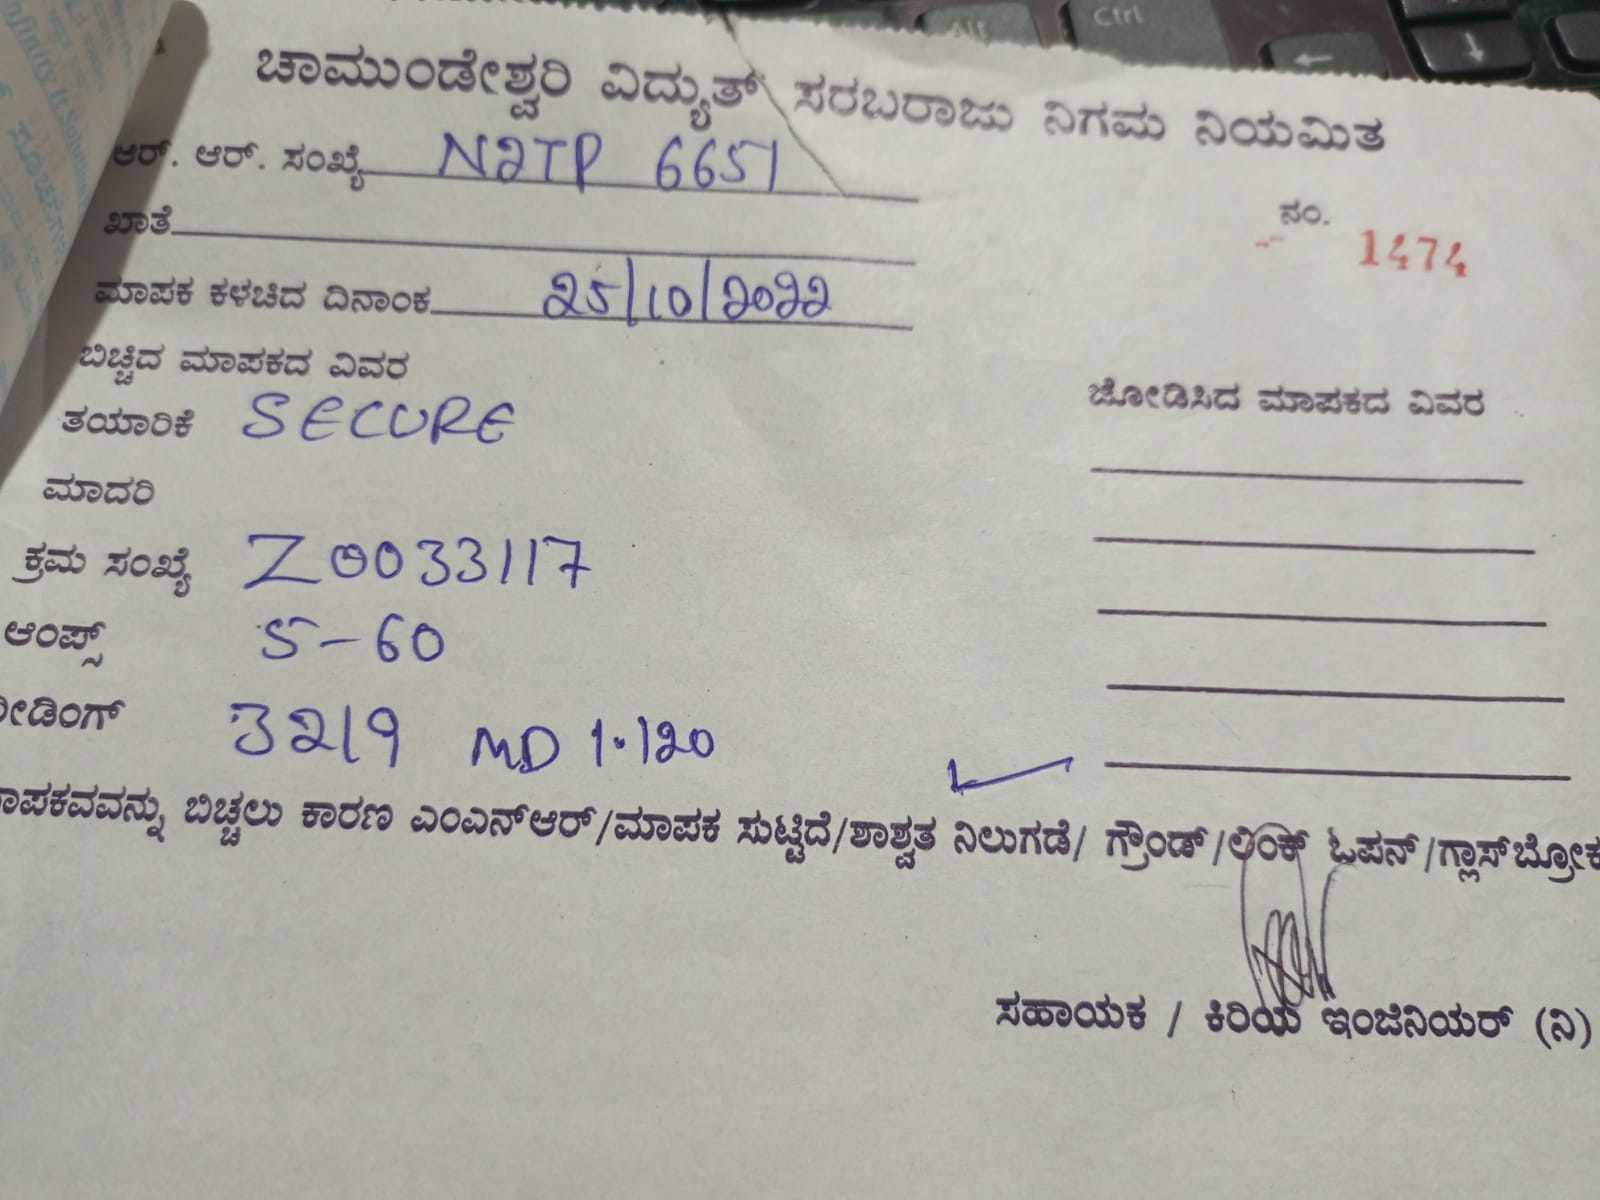 ಚಾಮುಂಡೇಶ್ವರಿ ವಿದ್ಯುತ್ ಸರಬರಾಜು ನಿಗಮ ನಿಯಮಿತ
ಆರ್. ಆರ್. ಸಂಖ್ಯೆ N2TP 6651
ನಂ. 1474
ಖಾತೆ
ಮಾಪಕ ಕಳಚಿದ ದಿನಾಂಕ 25/10/2022
ಬಿಚ್ಚಿದ ಮಾಪಕದ ವಿವರ
ಜೋಡಿಸಿದ ಮಾಪಕದ ವಿವರ
ತಯಾರಿಕೆ SECURE
ಮಾದರಿ
ಕ್ರಮ ಸಂಖ್ಯೆ Z0033117
ಆಂಪ್ಸ್ 5-60
ರೀಡಿಂಗ್ 3219 MD 1.120
ಮಾಪಕವವನ್ನು ಬಿಚ್ಚಲು ಕಾರಣ ಎಂಎನ್ಆರ್/ಮಾಪಕ ಸುಟ್ಟಿದೆ/ಶಾಶ್ವತ ನಿಲುಗಡೆ/ ಗ್ರೌಂಡ್/ಲಿಂಕ್ ಓಪನ್/ಗ್ಲಾಸ್‌ಬ್ರೋಕ
ಸಹಾಯಕ / ಕಿರಿಯ ಇಂಜಿನಿಯರ್ (ನಿ)